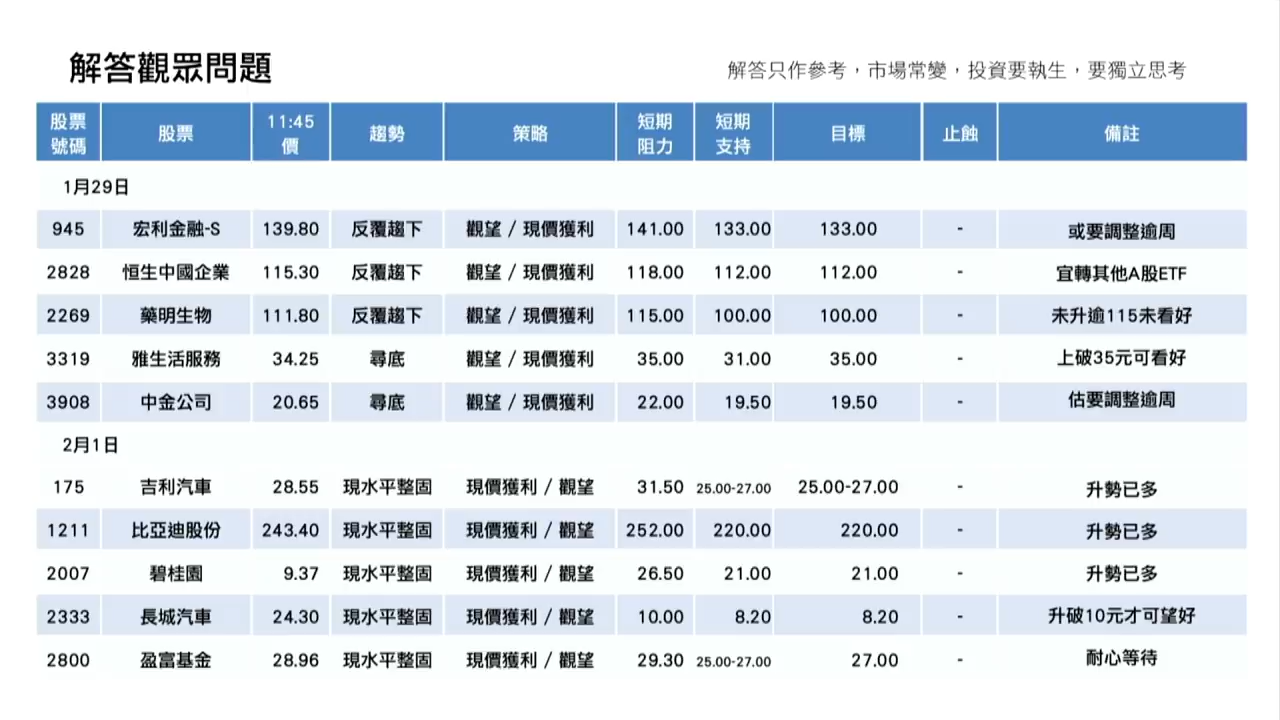 解答觀眾問題
解答只作參考，市場常變，投資要執生，要獨立思考
股票號碼 股票 11:45價 趨勢 策略 短期阻力 短期支持 目標 止蝕 備註
1月29日
945 宏利金融-S 139.80 反覆趨下 觀望 / 現價獲利 141.00 133.00 133.00 - 或要調整逾周
2828 恒生中國企業 115.30 反覆趨下 觀望 / 現價獲利 118.00 112.00 112.00 - 宜轉其他A股ETF
2269 藥明生物 111.80 反覆趨下 觀望 / 現價獲利 115.00 100.00 100.00 - 未升逾115未看好
3319 雅生活服務 34.25 尋底 觀望 / 現價獲利 35.00 31.00 35.00 - 上破35元可看好
3908 中金公司 20.65 尋底 觀望 / 現價獲利 22.00 19.50 19.50 - 估要調整逾周
2月1日
175 吉利汽車 28.55 現水平整固 現價獲利 / 觀望 31.50 25.00-27.00 25.00-27.00 - 升勢已多
1211 比亞迪股份 243.40 現水平整固 現價獲利 / 觀望 252.00 220.00 220.00 - 升勢已多
2007 碧桂園 9.37 現水平整固 現價獲利 / 觀望 26.50 21.00 21.00 - 升勢已多
2333 長城汽車 24.30 現水平整固 現價獲利 / 觀望 10.00 8.20 8.20 - 升破10元才可望好
2800 盈富基金 28.96 現水平整固 現價獲利 / 觀望 29.30 25.00-27.00 27.00 - 耐心等待